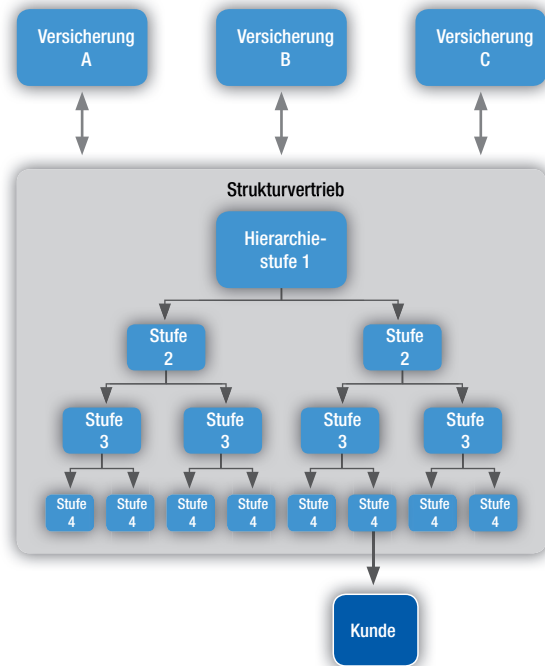 Versicherung
A
Versicherung
B
Versicherung
C
Strukturvertrieb
Hierarchie-
stufe 1
Stufe
2
Stufe
2
Stufe
3
Stufe
3
Stufe
3
Stufe
3
Stufe
4
Stufe
4
Stufe
4
Stufe
4
Stufe
4
Stufe
4
Stufe
4
Stufe
4
Kunde